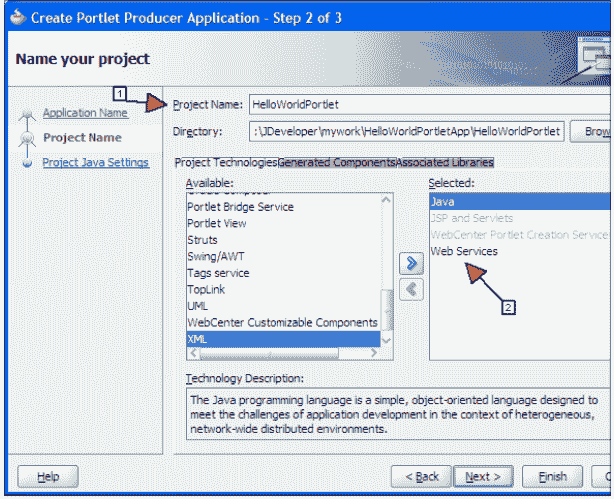 Create Portlet Producer Application - Step 2 of 3
Name your project
1
Application Name
Project Name
Project Java Settings
Project Name: HelloWorldPortlet
Directory: :\JDeveloper\mywork\HelloWorldPortletApp\HelloWorldPortlet Brow
Project Technologies Generated Components Associated Libraries
Available:
Portlet Bridge Service
Portlet View
Struts
Swing/AWT
Tags service
TopLink
UML
WebCenter Customizable Components
XML
Selected:
Java
JSP and Servlets
WebCenter Portlet Creation Service
Web Services
2
Technology Description:
The Java programming language is a simple, object-oriented language designed to
meet the challenges of application development in the context of heterogeneous,
network-wide distributed environments.
Help
< Back
Next >
Finish